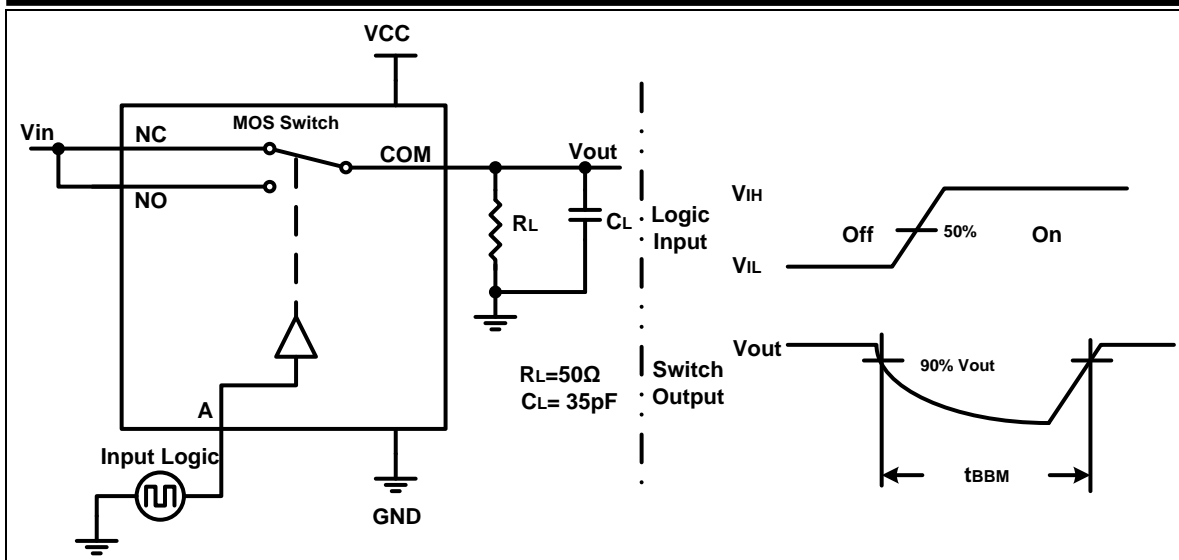 VCC
Vin
NC
MOS Switch
COM
Vout
NO
RL
CL
A
Input Logic
GND
RL=50Ω
CL= 35pF
Logic
Input
VIH
Off
50%
On
VIL
Vout
90% Vout
Switch
Output
tBBM